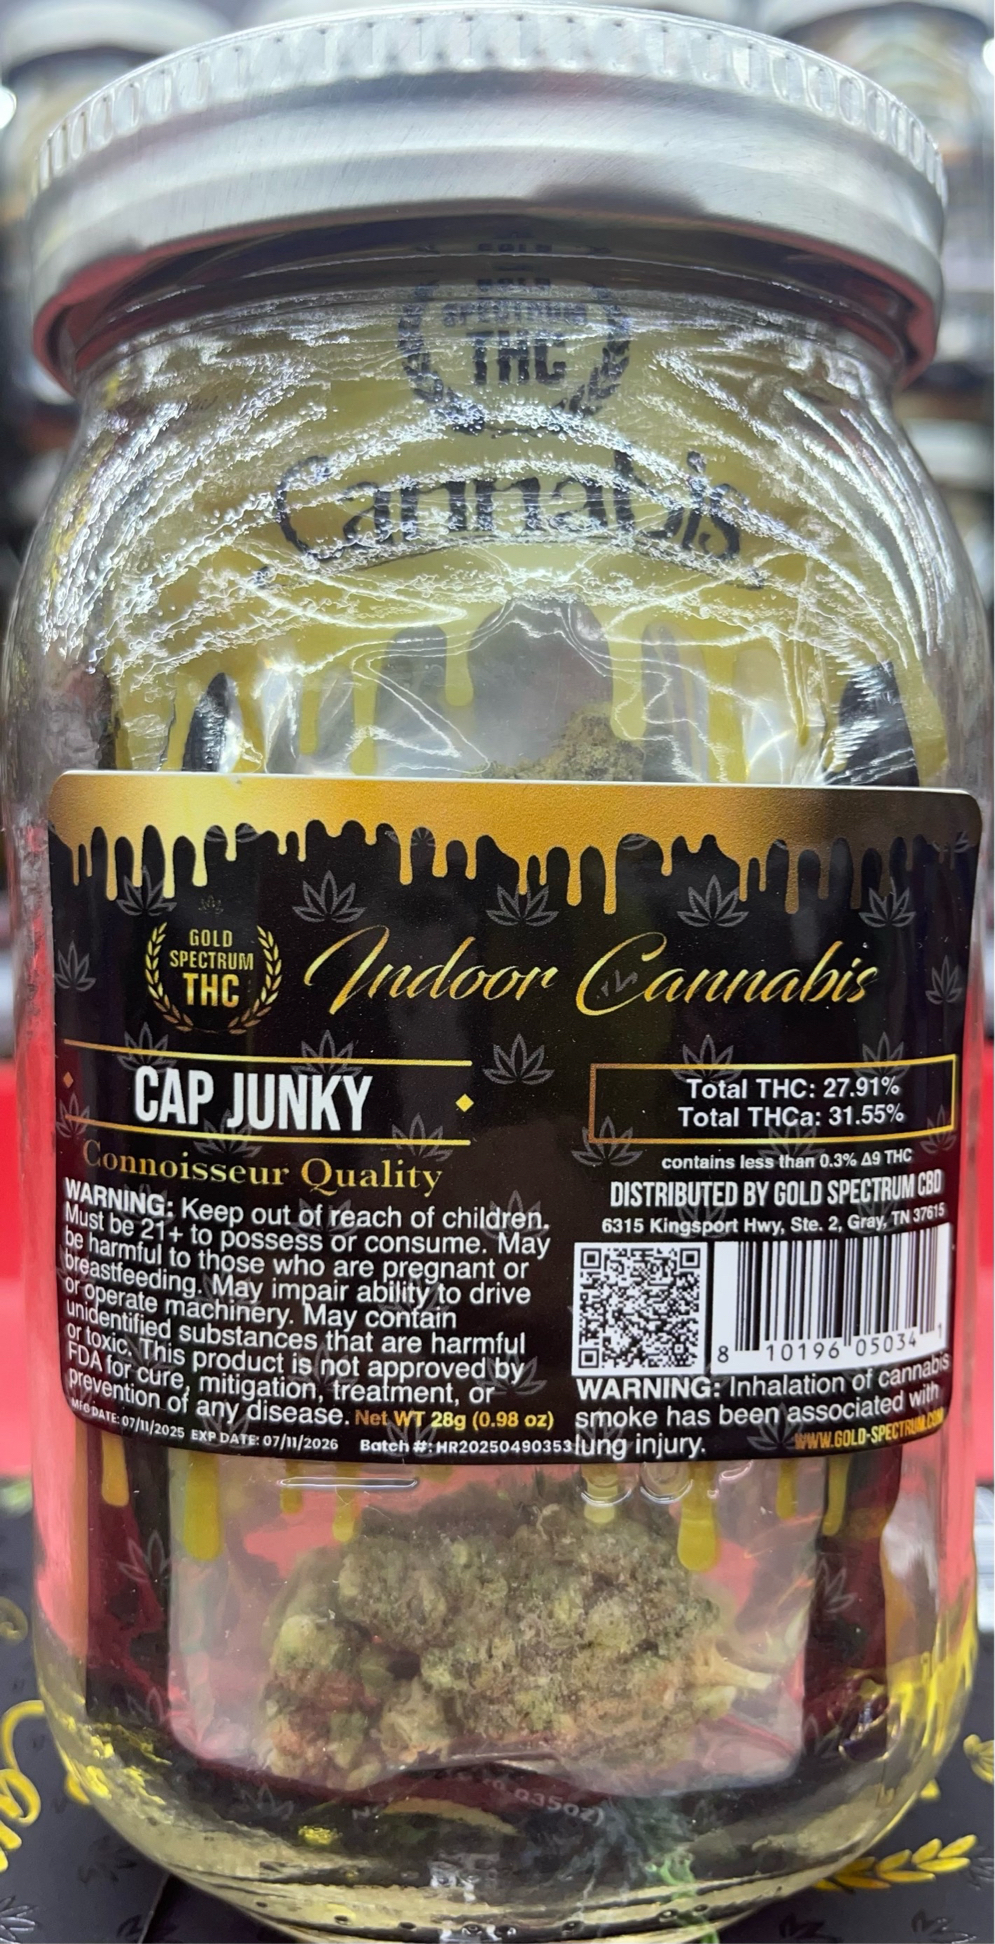 GOLD
SPECTRUM
THC
Cannabis
GOLD
SPECTRUM
THC
Indoor Cannabis
CAP JUNKY
Connoisseur Quality
Total THC: 27.91%
Total THCa: 31.55%
contains less than 0.3% Δ9 THC
DISTRIBUTED BY GOLD SPECTRUM CBD
6315 Kingsport Hwy, Ste. 2, Gray, TN 37615
WARNING: Keep out of reach of children.
Must be 21+ to possess or consume. May
be harmful to those who are pregnant or
breastfeeding. May impair ability to drive
or operate machinery. May contain
unidentified substances that are harmful
or toxic. This product is not approved by
FDA for cure, mitigation, treatment, or
prevention of any disease. Net WT 28g (0.98 oz)
MFG DATE: 07/11/2025 EXP DATE: 07/11/2026 Batch #: HR20250490353
8 10196 05034 1
WARNING: Inhalation of cannabis
smoke has been associated with
lung injury.
WWW.GOLD-SPECTRUM.COM